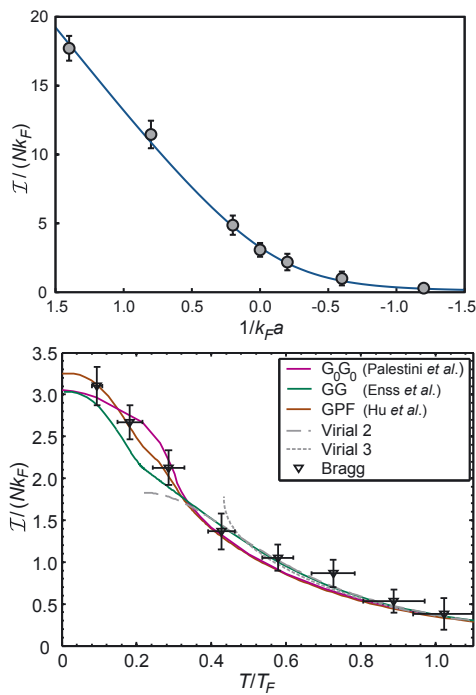 20
15
10
5
0
ℐ / (Nk_F)
1.5 1.0 0.5 0.0 -0.5 -1.0 -1.5
1/k_F a
3.5
3.0
2.5
2.0
1.5
1.0
0.5
0.0
ℐ/(Nk_F)
G₀G₀ (Palestini et al.)
GG (Enss et al.)
GPF (Hu et al.)
Virial 2
Virial 3
Bragg
0 0.2 0.4 0.6 0.8 1.0
T/T_F